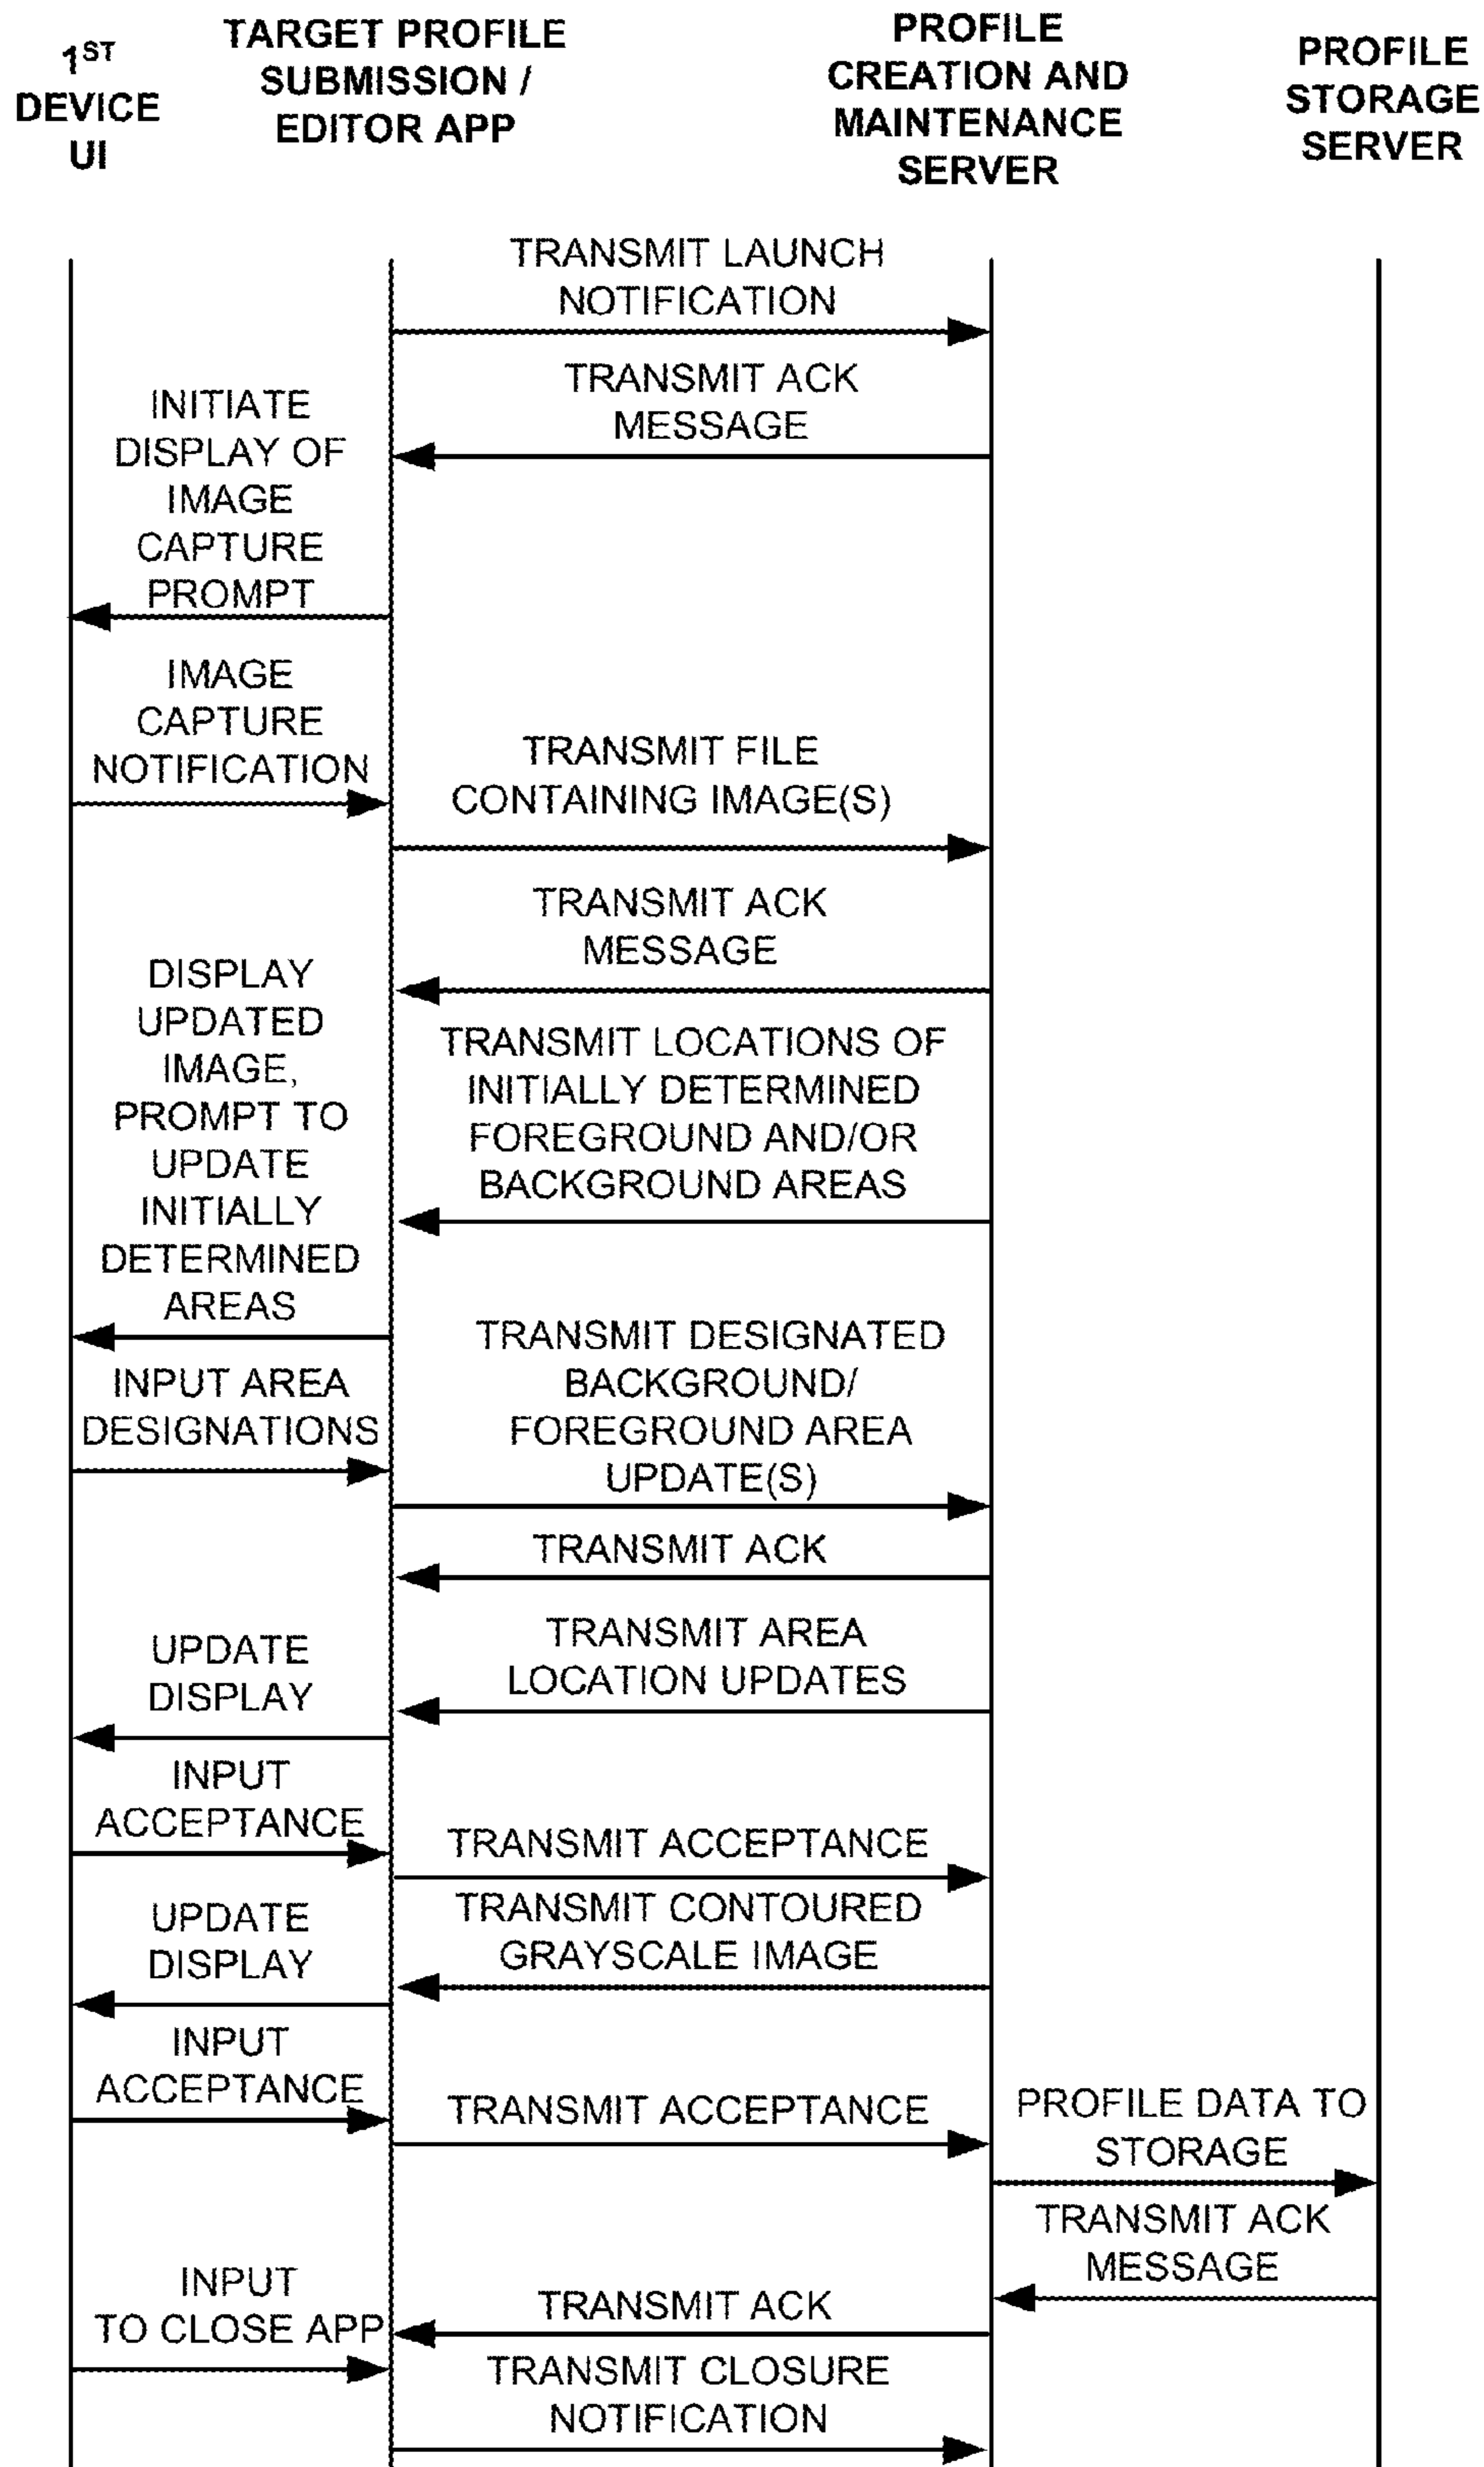 1ST
DEVICE
UI
TARGET PROFILE
SUBMISSION /
EDITOR APP
PROFILE
CREATION AND
MAINTENANCE
SERVER
PROFILE
STORAGE
SERVER
TRANSMIT LAUNCH
NOTIFICATION
TRANSMIT ACK
MESSAGE
INITIATE
DISPLAY OF
IMAGE
CAPTURE
PROMPT
IMAGE
CAPTURE
NOTIFICATION
TRANSMIT FILE
CONTAINING IMAGE(S)
TRANSMIT ACK
MESSAGE
DISPLAY
UPDATED
IMAGE,
PROMPT TO
UPDATE
INITIALLY
DETERMINED
AREAS
TRANSMIT LOCATIONS OF
INITIALLY DETERMINED
FOREGROUND AND/OR
BACKGROUND AREAS
INPUT AREA
DESIGNATIONS
TRANSMIT DESIGNATED
BACKGROUND/
FOREGROUND AREA
UPDATE(S)
TRANSMIT ACK
TRANSMIT AREA
LOCATION UPDATES
UPDATE
DISPLAY
INPUT
ACCEPTANCE
TRANSMIT ACCEPTANCE
TRANSMIT CONTOURED
GRAYSCALE IMAGE
UPDATE
DISPLAY
INPUT
ACCEPTANCE
TRANSMIT ACCEPTANCE
PROFILE DATA TO
STORAGE
TRANSMIT ACK
MESSAGE
TRANSMIT ACK
INPUT
TO CLOSE APP
TRANSMIT CLOSURE
NOTIFICATION